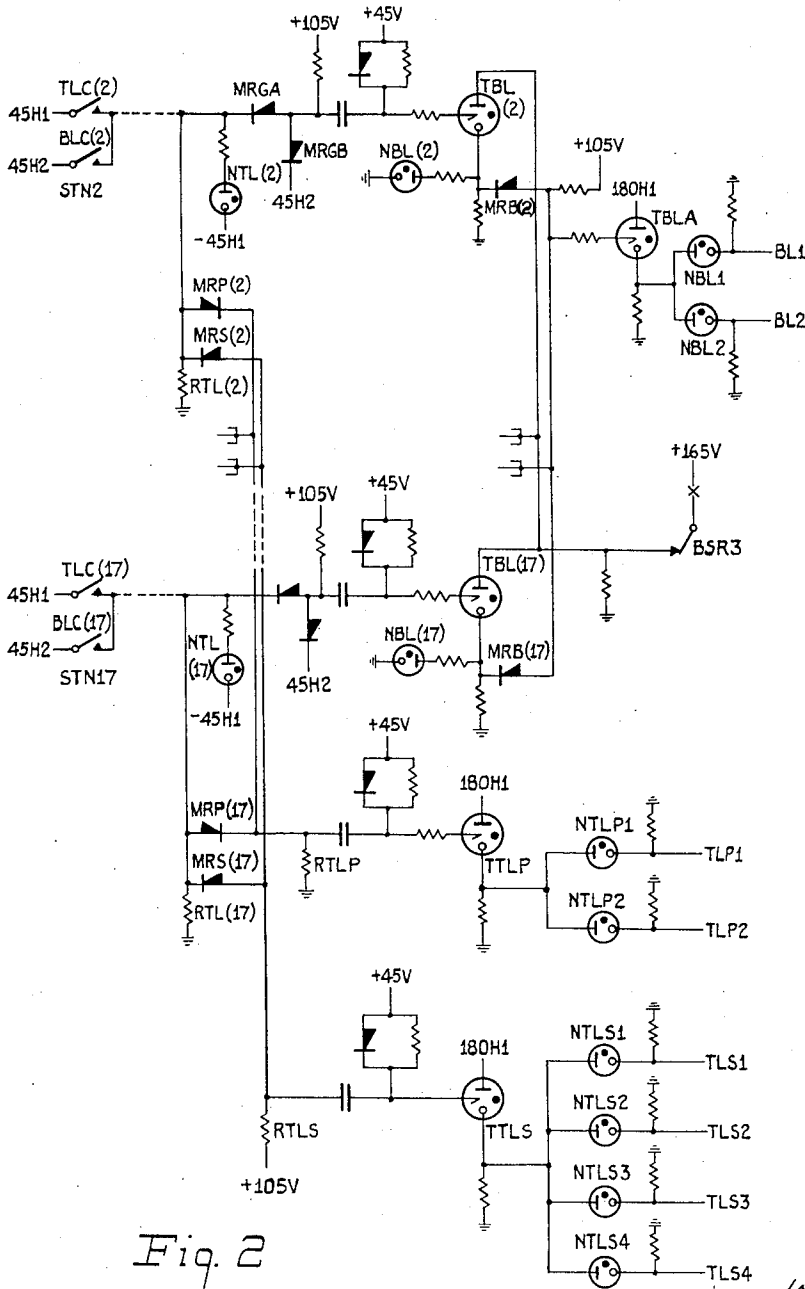 +105V
+45V
TLC(2)
45H1
BLC(2)
45H2
STN2
MRGA
MRGB
45H2
NTL(2)
-45H1
TBL
(2)
NBL(2)
MRB(2)
+105V
180H1
TBLA
NBL1
BL1
NBL2
BL2
MRP(2)
MRS(2)
RTL(2)
+105V
+45V
+165V
BSR3
TLC(17)
45H1
BLC(17)
45H2
STN17
NTL
(17)
-45H1
45H2
TBL(17)
NBL(17)
MRB(17)
+45V
180H1
MRP(17)
MRS(17)
RTL(17)
RTLP
TTLP
NTLP1
TLP1
NTLP2
TLP2
+45V
180H1
RTLS
+105V
TTLS
NTLS1
TLS1
NTLS2
TLS2
NTLS3
TLS3
NTLS4
TLS4
Fig. 2